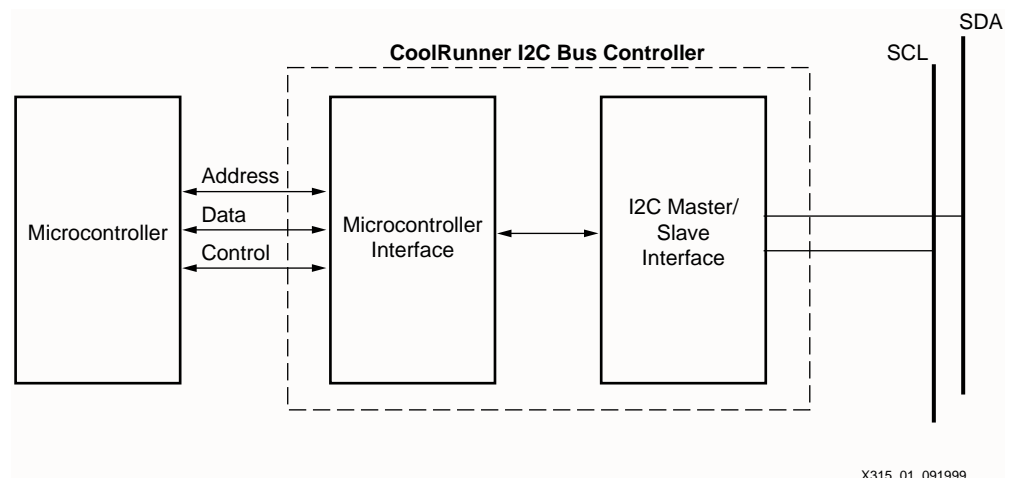 SDA
CoolRunner I2C Bus Controller
SCL
Address
Data
Control
Microcontroller
Microcontroller
Interface
I2C Master/
Slave
Interface
X315_01_091999